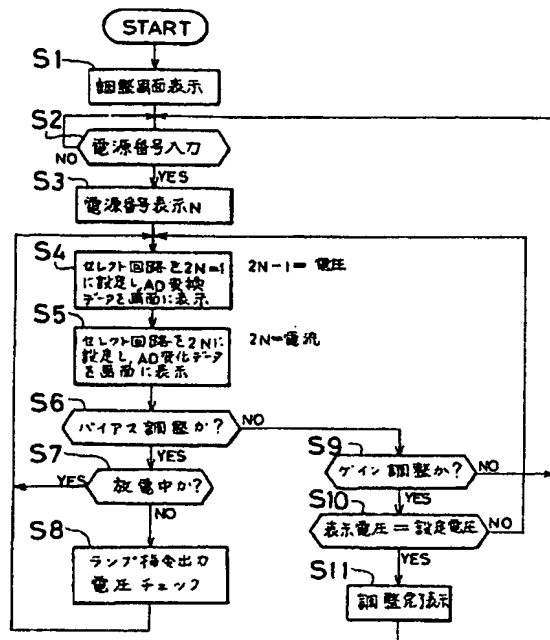 START
S1
調整画面表示
S2
電源番号入力
NO
YES
S3
電源番号表示N
S4
セレクト回路を2N-1
に設定し,AD変換
データを画面に表示
2N-1= 電圧
S5
セレクト回路を2Nに
設定し,AD変化データ
を画面に表示
2N=電流
S6
バイアス調整か?
NO
YES
S7
放電中か?
YES
NO
S8
ランプ指令出力
電圧チェック
S9
ゲイン調整か?
NO
YES
S10
表示電圧=設定電圧
NO
YES
S11
調整完了表示